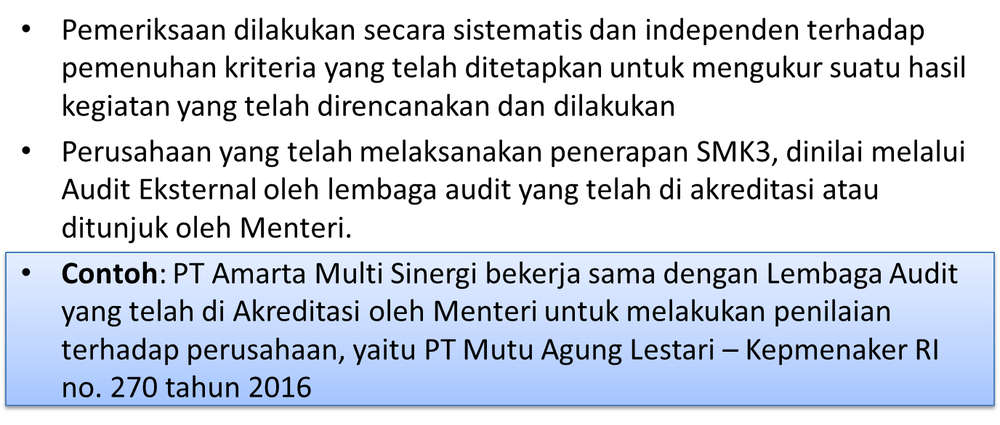 • Pemeriksaan dilakukan secara sistematis dan independen terhadap
pemenuhan kriteria yang telah ditetapkan untuk mengukur suatu hasil
kegiatan yang telah direncanakan dan dilakukan
• Perusahaan yang telah melaksanakan penerapan SMK3, dinilai melalui
Audit Eksternal oleh lembaga audit yang telah di akreditasi atau
ditunjuk oleh Menteri.
• Contoh: PT Amarta Multi Sinergi bekerja sama dengan Lembaga Audit
yang telah di Akreditasi oleh Menteri untuk melakukan penilaian
terhadap perusahaan, yaitu PT Mutu Agung Lestari – Kepmenaker RI
no. 270 tahun 2016